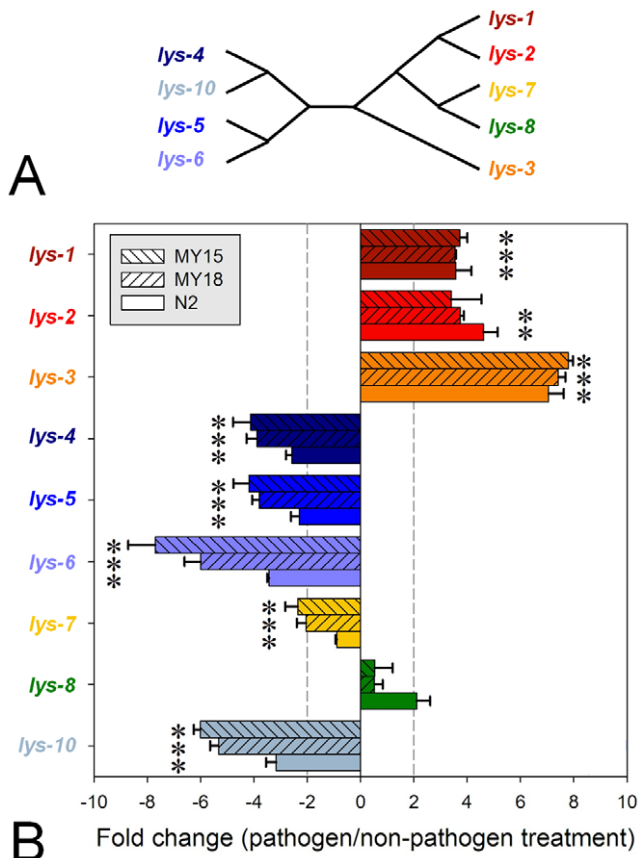 lys-1
lys-4
lys-2
lys-10
lys-7
lys-5
lys-8
lys-6
lys-3
A
MY15
MY18
N2
lys-1
***
lys-2
**
lys-3
***
lys-4
***
lys-5
***
lys-6
***
lys-7
***
lys-8
lys-10
***
-10 -8 -6 -4 -2 0 2 4 6 8 10
B
Fold change (pathogen/non-pathogen treatment)